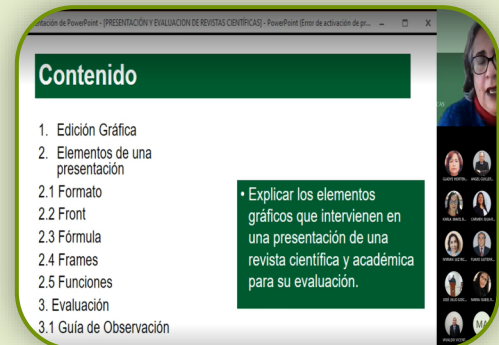 ntación de PowerPoint - [PRESENTACIÓN Y EVALUACION DE REVISTAS CIENTÍFICAS] - PowerPoint (Error de activación de pr...
Contenido
1. Edición Gráfica
2. Elementos de una
presentación
2.1 Formato
2.2 Front
2.3 Fórmula
2.4 Frames
2.5 Funciones
3. Evaluación
3.1 Guía de Observación
• Explicar los elementos
gráficos que intervienen en
una presentación de una
revista científica y académica
para su evaluación.
MA